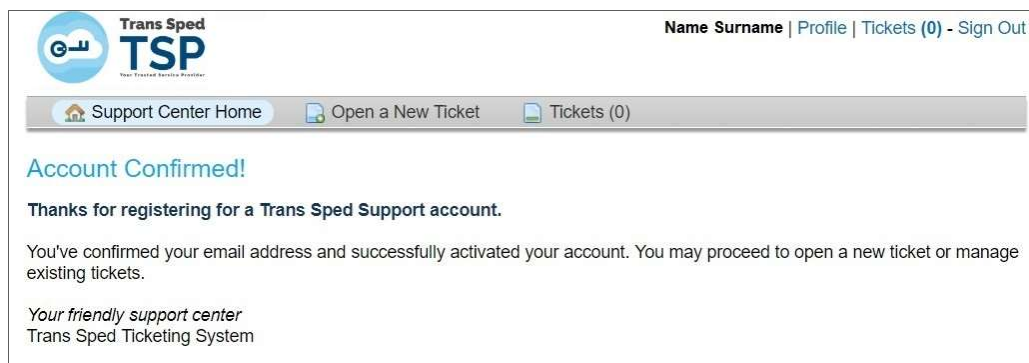 Trans Sped
TSP
Your Trusted Service Provider
Name Surname | Profile | Tickets (0) - Sign Out
Support Center Home Open a New Ticket Tickets (0)
Account Confirmed!
Thanks for registering for a Trans Sped Support account.
You've confirmed your email address and successfully activated your account. You may proceed to open a new ticket or manage
existing tickets.
Your friendly support center
Trans Sped Ticketing System